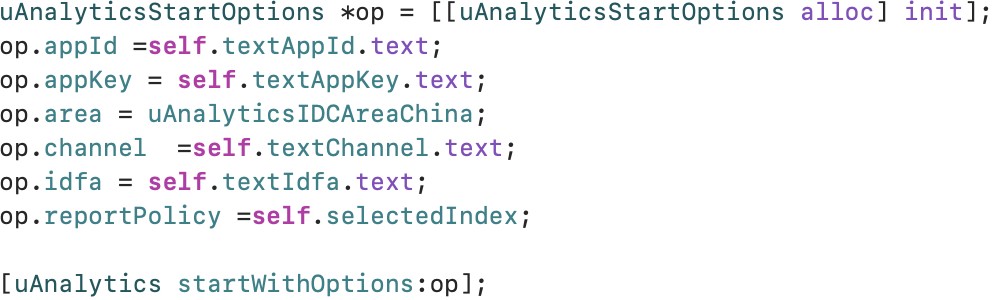 uAnalyticsStartOptions *op = [[uAnalyticsStartOptions alloc] init];
op.appId =self.textAppId.text;
op.appKey = self.textAppKey.text;
op.area = uAnalyticsIDCAreaChina;
op.channel  =self.textChannel.text;
op.idfa = self.textIdfa.text;
op.reportPolicy =self.selectedIndex;
[uAnalytics startWithOptions:op];